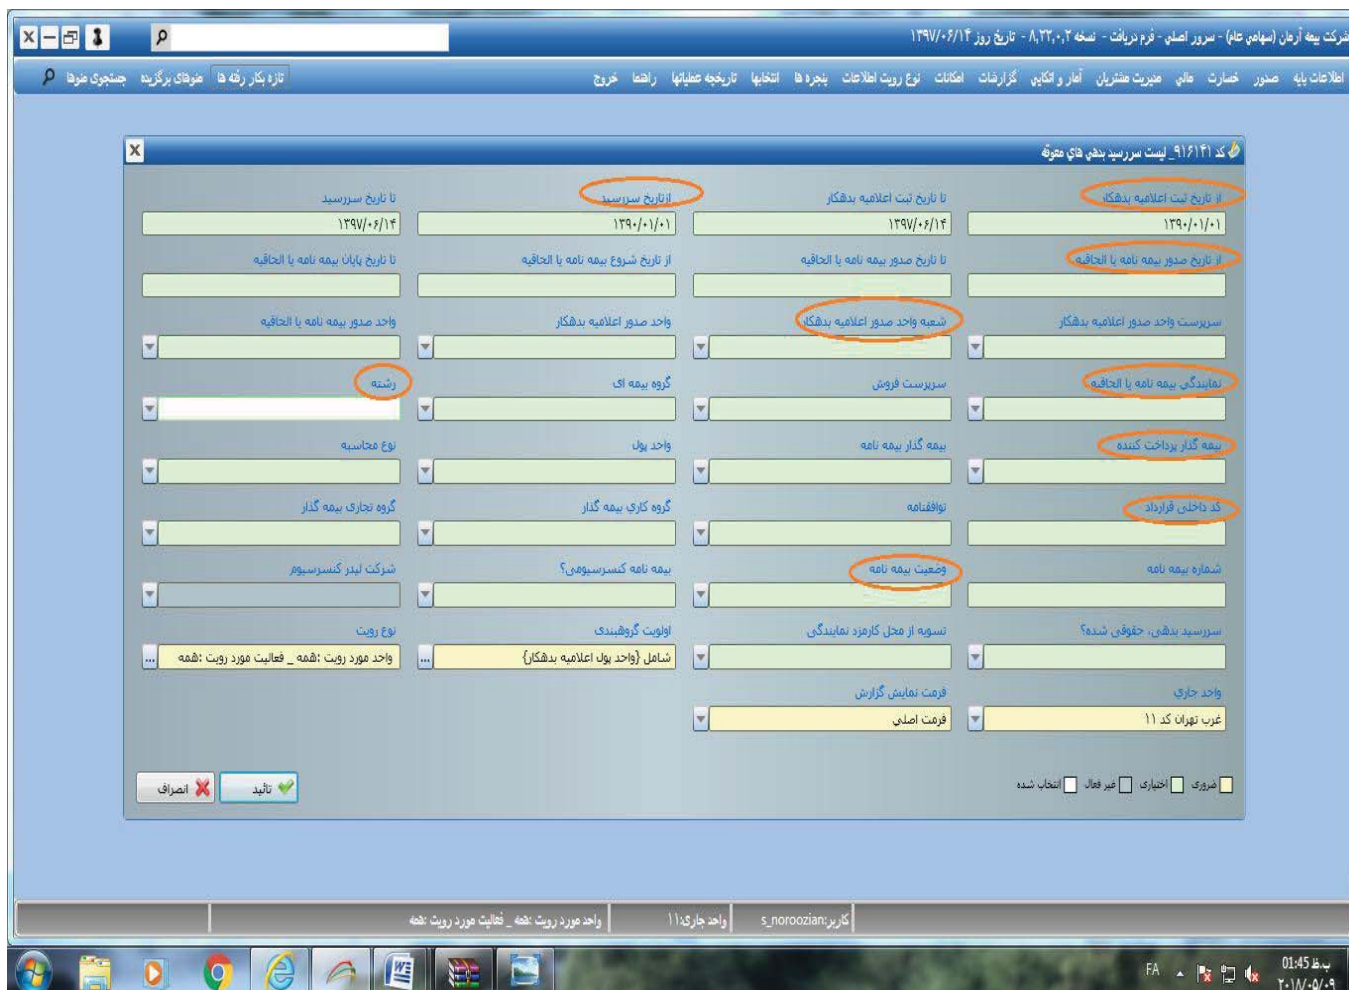 شرکت بیمه آرمان (سهامی عام) - سرور اصلی - فرم دریافت - نسخه ۸,۲۲,۰,۲ - تاریخ روز ۱۳۹۷/۰۶/۱۴
اطلاعات پایه صدور خسارت مالی مدیریت مشتریان آمار و اتکایی گزارشات امکانات نوع رویت اطلاعات پنجره ها انتخابها تاریخچه عملیاتها راهنما خروج تازه بکار رفته ها منوهای برگزیده جستجوی منوها
کد ۹۱۶۱۴۱_ لیست سررسید بدهی های معوقه
از تاریخ ثبت اعلامیه بدهکار تا تاریخ ثبت اعلامیه بدهکار ازتاریخ سررسید تا تاریخ سررسید
۱۳۹۰/۰۱/۰۱ ۱۳۹۷/۰۶/۱۴ ۱۳۹۰/۰۱/۰۱ ۱۳۹۷/۰۶/۱۴
از تاریخ صدور بیمه نامه یا الحاقیه تا تاریخ صدور بیمه نامه یا الحاقیه از تاریخ شروع بیمه نامه یا الحاقیه تا تاریخ پایان بیمه نامه یا الحاقیه
سرپرست واحد صدور اعلامیه بدهکار شعبه واحد صدور اعلامیه بدهکار واحد صدور اعلامیه بدهکار واحد صدور بیمه نامه یا الحاقیه
نمایندگی بیمه نامه یا الحاقیه سرپرست فروش گروه بیمه ای رشته
بیمه گذار پرداخت کننده بیمه گذار بیمه نامه واحد پول نوع محاسبه
کد داخلی قرارداد توافقنامه گروه کاری بیمه گذار گروه تجاری بیمه گذار
شماره بیمه نامه وضعیت بیمه نامه بیمه نامه کنسرسیومی؟ شرکت لیدر کنسرسیوم
سررسید بدهی، حقوقی شده؟ تسویه از محل کارمزد نمایندگی اولویت گروهبندی نوع رویت
شامل {واحد پول اعلامیه بدهکار} ... واحد مورد رویت :همه _ فعالیت مورد رویت :همه ...
واحد جاری فرمت نمایش گزارش
غرب تهران کد ۱۱ فرمت اصلی
ضروری اختیاری غیر فعال انتخاب شده تائید انصراف
کاربر:s_noroozian واحد جاری:۱۱ واحد مورد رویت :همه _ فعالیت مورد رویت :همه
FA 01:45 ب.ظ
۲۰۱۸/۰۵/۰۹